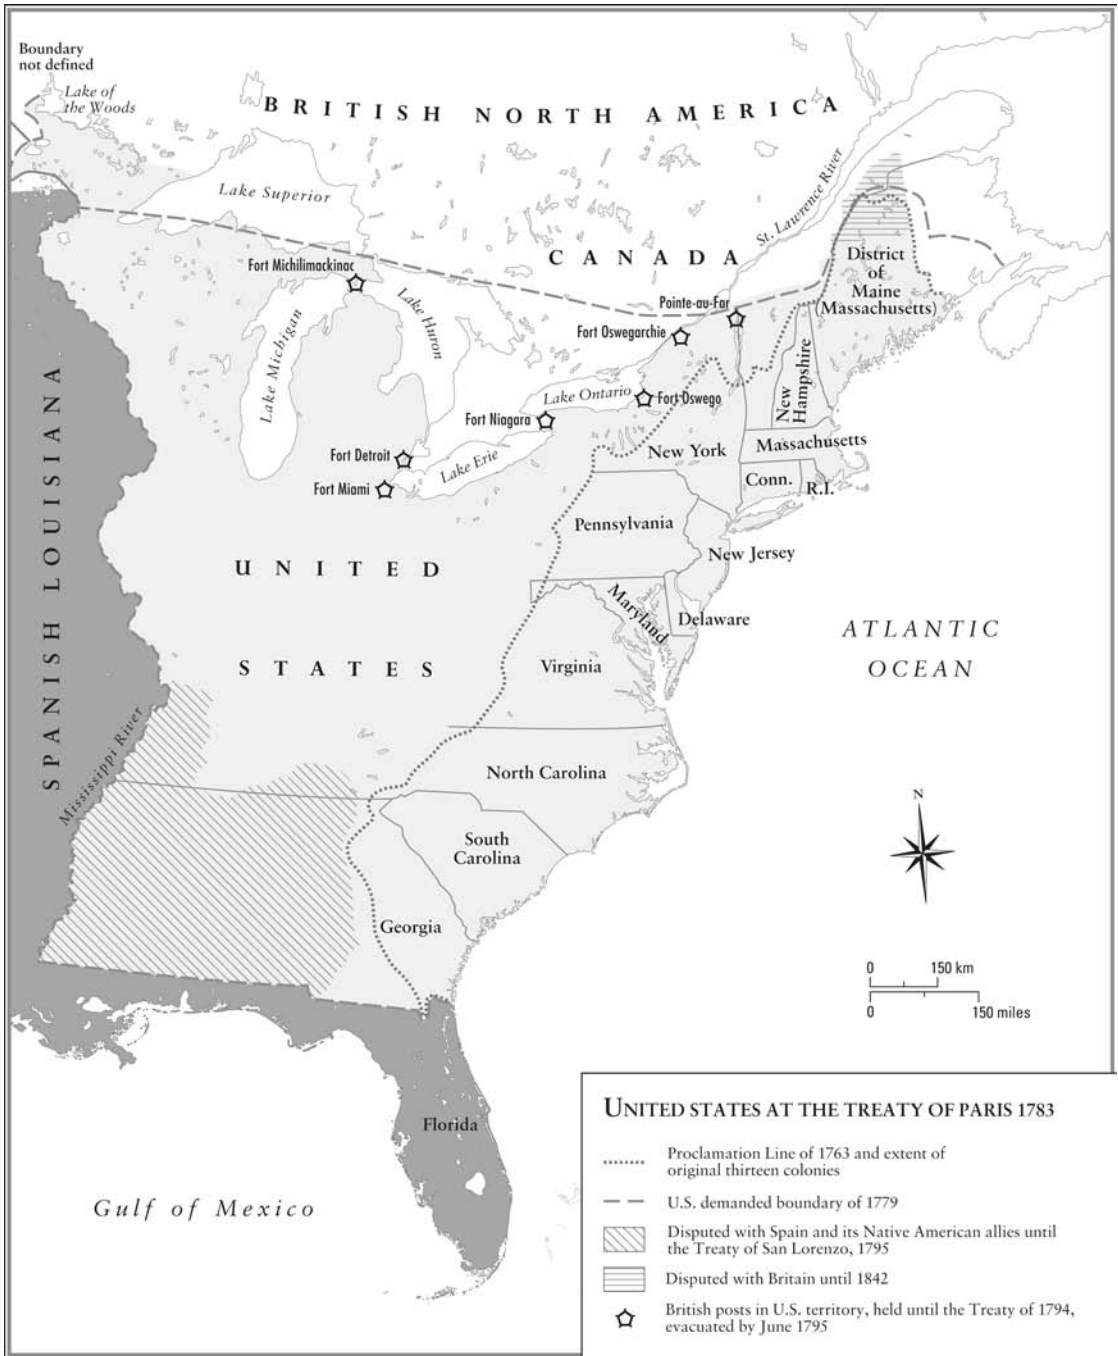 Boundary
not defined
Lake of
the Woods
BRITISH NORTH AMERICA
Lake Superior
St. Lawrence River
CANADA
Fort Michilimackinac
District
of
Maine
(Massachusetts)
Pointe-au-Far
Lake Huron
Fort Oswegarchie
Lake Michigan
New
Hampshire
Lake Ontario
Fort Oswego
Fort Niagara
New York
Massachusetts
Fort Detroit
Lake Erie
Conn.
R.I.
Fort Miami
Pennsylvania
New Jersey
SPANISH LOUISIANA
UNITED
STATES
Maryland
Delaware
ATLANTIC
OCEAN
Virginia
Mississippi River
North Carolina
South
Carolina
Georgia
N
0 150 km
0 150 miles
Florida
Gulf of Mexico
UNITED STATES AT THE TREATY OF PARIS 1783
Proclamation Line of 1763 and extent of
original thirteen colonies
U.S. demanded boundary of 1779
Disputed with Spain and its Native American allies until
the Treaty of San Lorenzo, 1795
Disputed with Britain until 1842
British posts in U.S. territory, held until the Treaty of 1794,
evacuated by June 1795